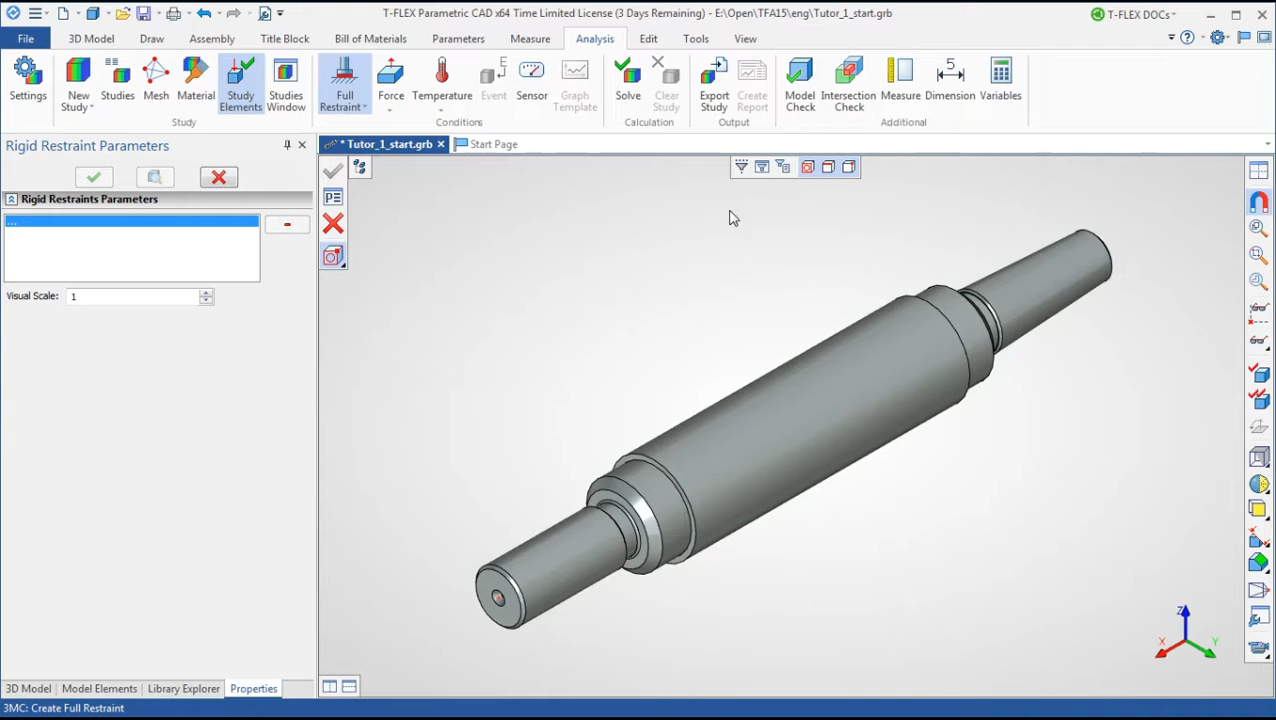 T-FLEX Parametric CAD x64 Time Limited License (3 Days Remaining) - E:\Open\TFA15\eng\Tutor_1_start.grb
T-FLEX DOCs
File 3D Model Draw Assembly Title Block Bill of Materials Parameters Measure Analysis Edit Tools View
Settings New Study Studies Mesh Material Study Elements Studies Window Full Restraint Force Temperature Event Sensor Graph Template Solve Clear Study Export Study Create Report Model Check Intersection Check Measure Dimension Variables
Study Conditions Calculation Output Additional
Rigid Restraint Parameters
* Tutor_1_start.grb Start Page
Rigid Restraints Parameters
...
Visual Scale: 1
Z
X Y
3D Model Model Elements Library Explorer Properties
3MC: Create Full Restraint